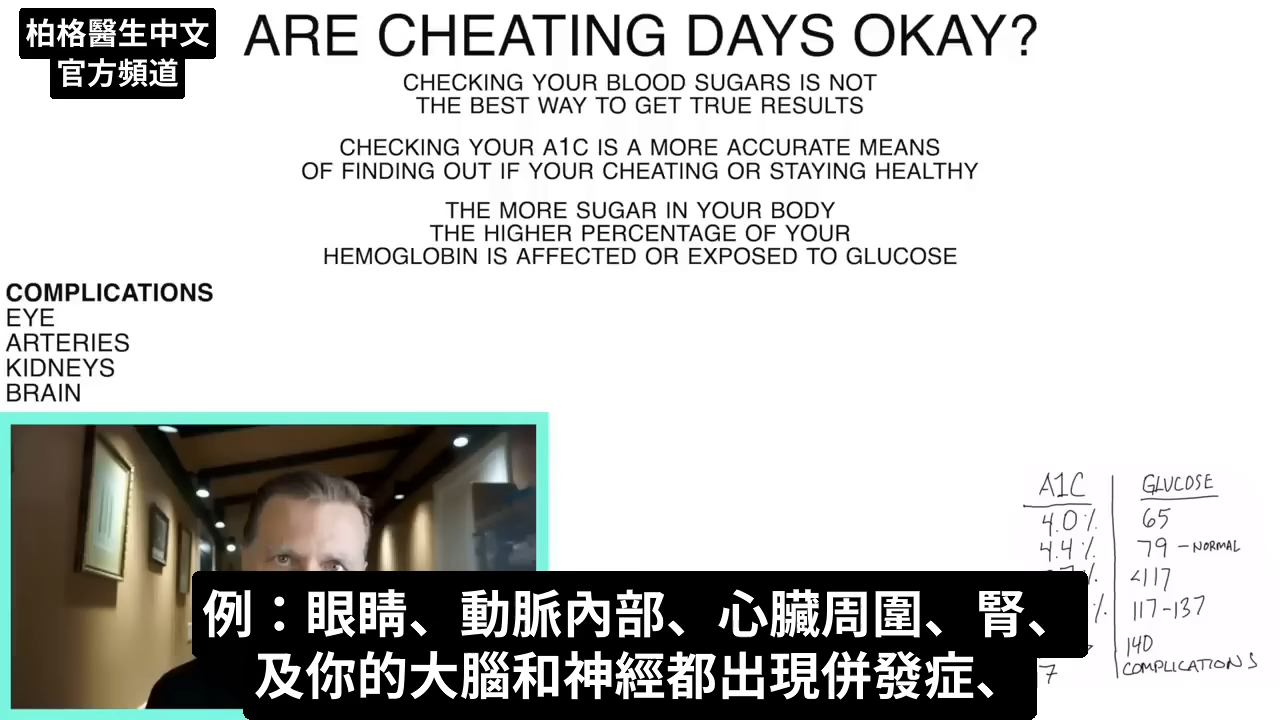 柏格醫生中文
官方頻道
ARE CHEATING DAYS OKAY?
CHECKING YOUR BLOOD SUGARS IS NOT
THE BEST WAY TO GET TRUE RESULTS
CHECKING YOUR A1C IS A MORE ACCURATE MEANS
OF FINDING OUT IF YOUR CHEATING OR STAYING HEALTHY
THE MORE SUGAR IN YOUR BODY
THE HIGHER PERCENTAGE OF YOUR
HEMOGLOBIN IS AFFECTED OR EXPOSED TO GLUCOSE
COMPLICATIONS
EYE
ARTERIES
KIDNEYS
BRAIN
A1C GLUCOSE
4.0% 65
4.4% 79 - NORMAL
<117
117-137
140
7 COMPLICATIONS
例：眼睛、動脈內部、心臟周圍、腎、
及你的大腦和神經都出現併發症、